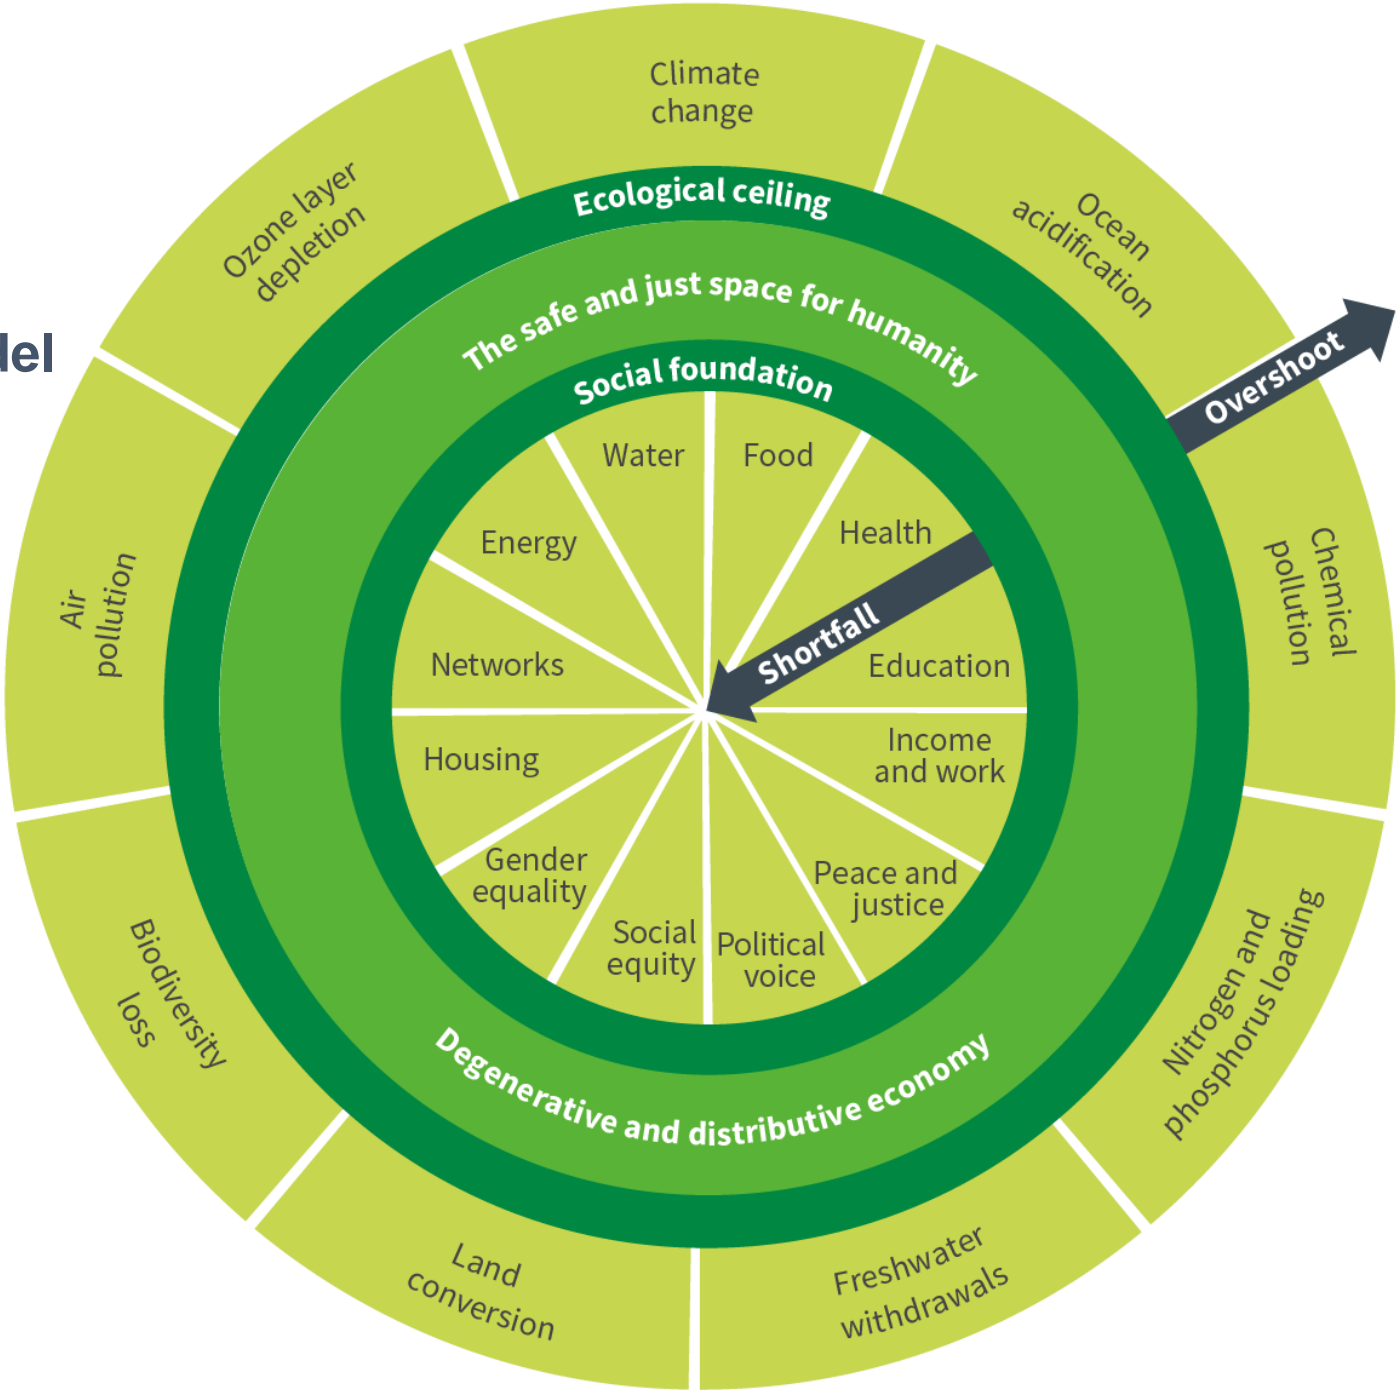 del
Climate
change
Ocean
acidification
Overshoot
Chemical
pollution
Nitrogen and
phosphorus loading
Freshwater
withdrawals
Land
conversion
Biodiversity
loss
Air
pollution
Ozone layer
depletion
Ecological ceiling
The safe and just space for humanity
Social foundation
Water
Food
Health
Shortfall
Education
Income
and work
Peace and
justice
Political
voice
Social
equity
Gender
equality
Housing
Networks
Energy
Degenerative and distributive economy